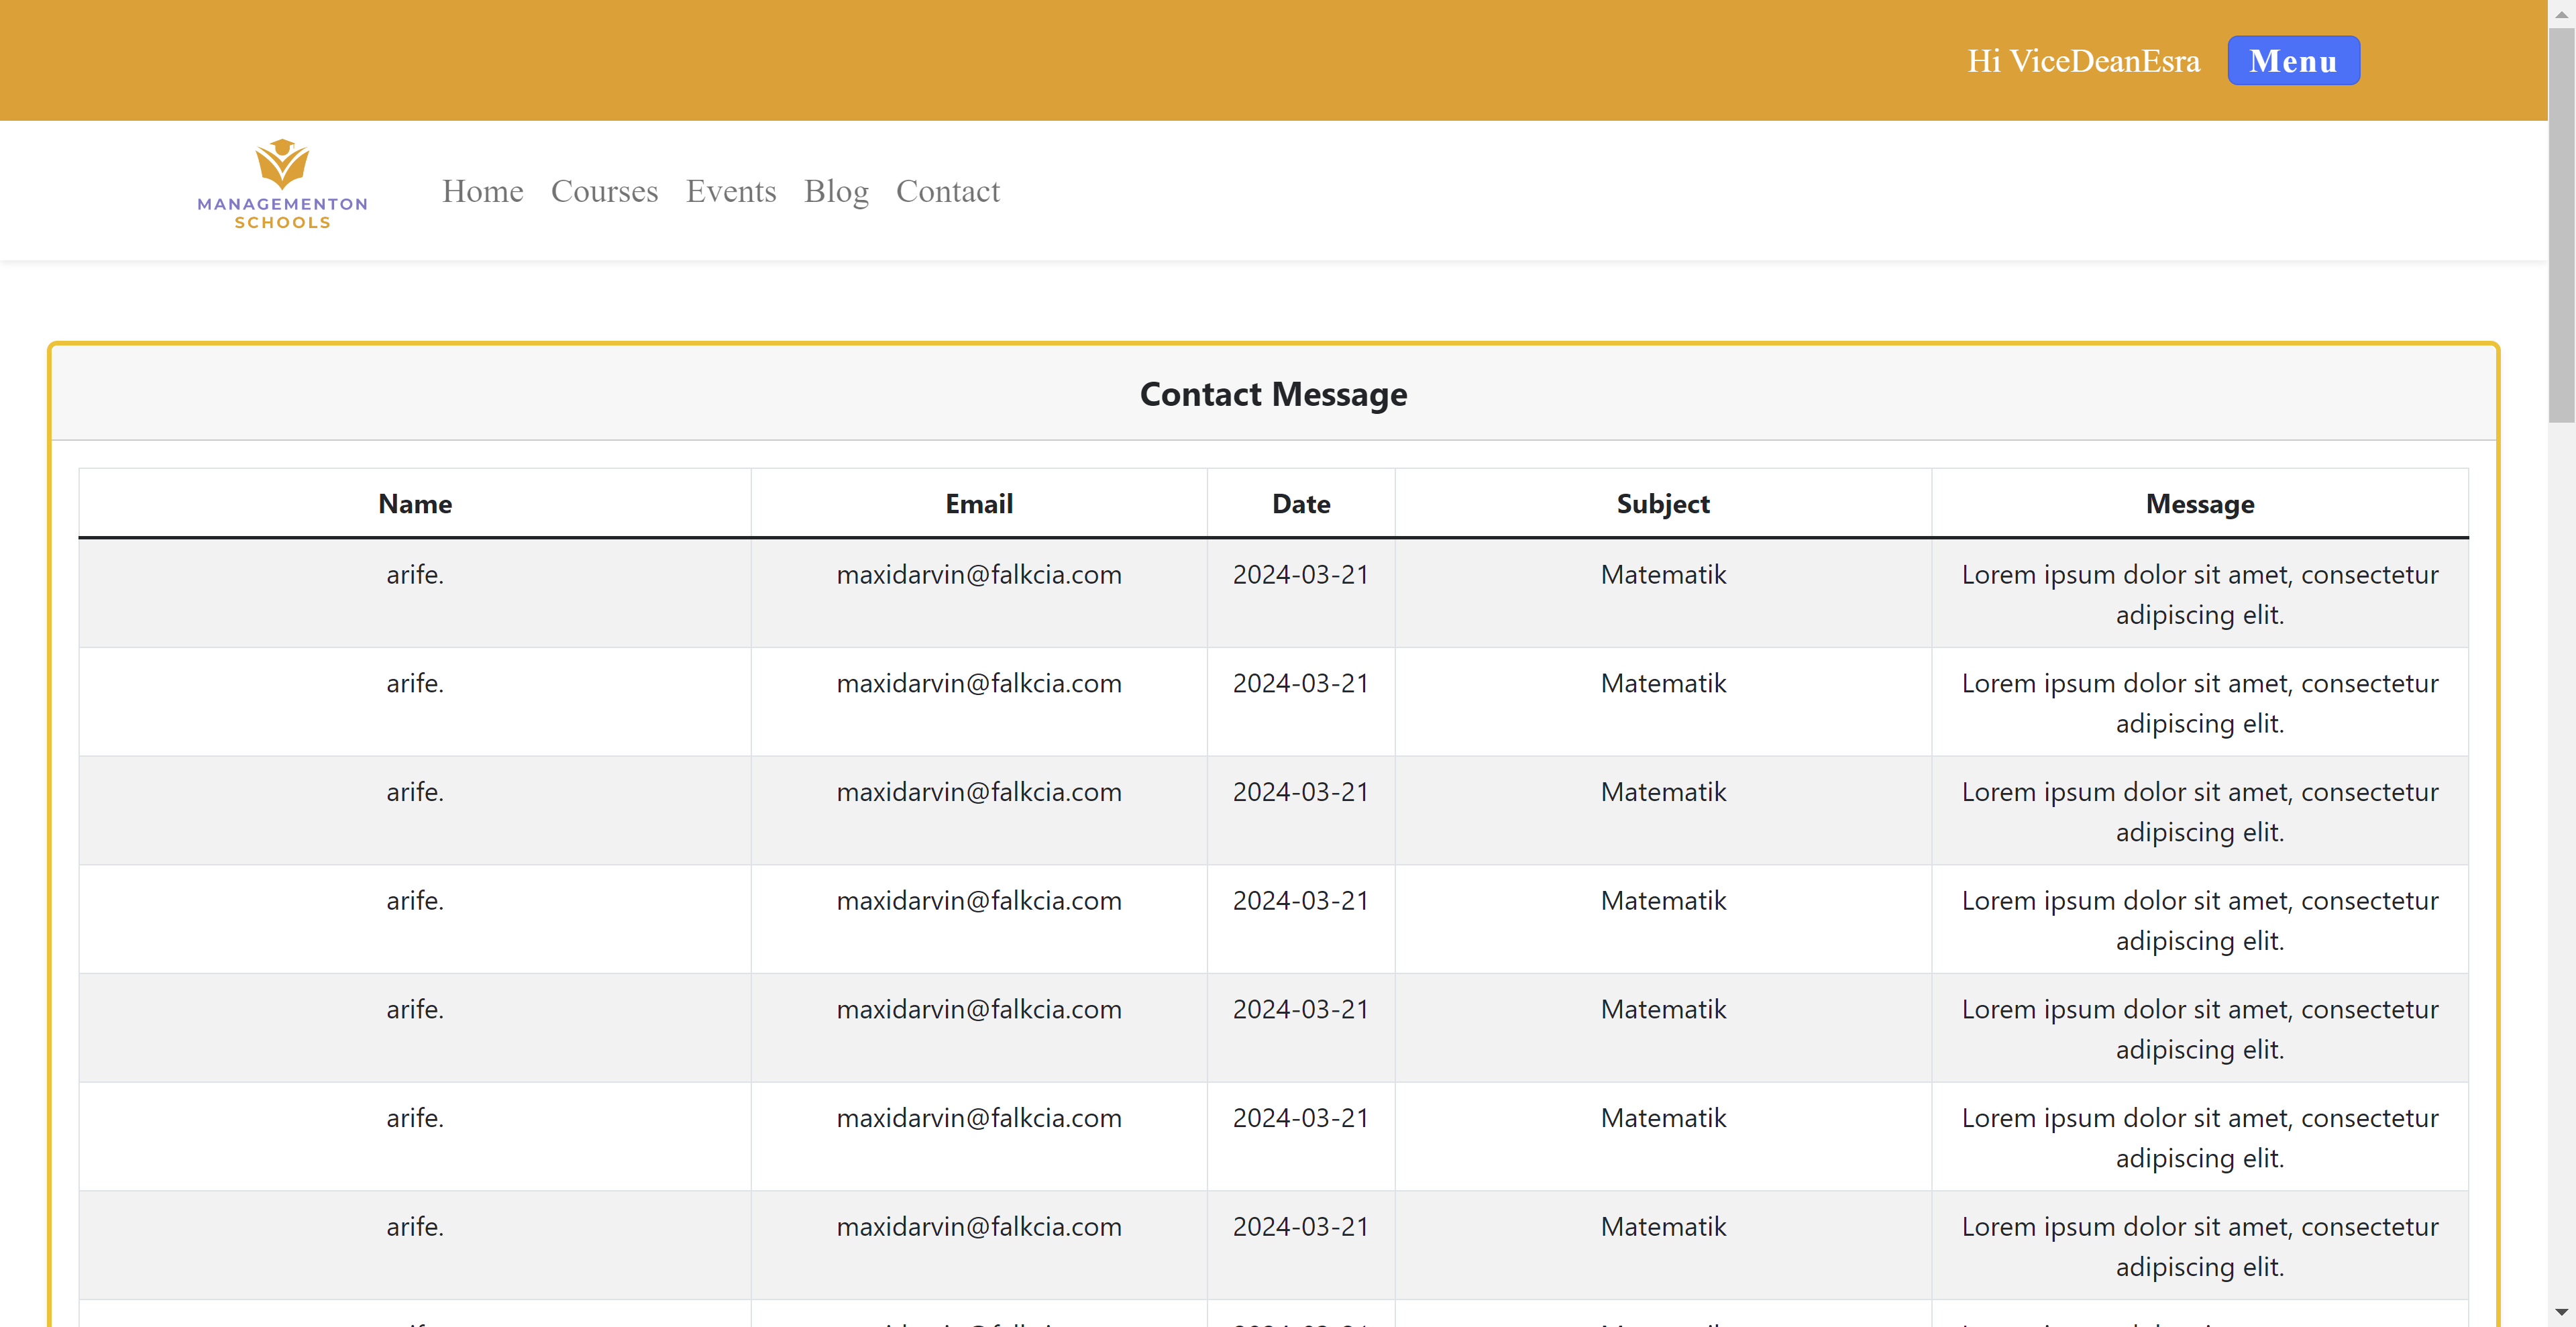 Hi ViceDeanEsra Menu
MANAGEMENTON
SCHOOLS
Home Courses Events Blog Contact
Contact Message
Name Email Date Subject Message
arife. maxidarvin@falkcia.com 2024-03-21 Matematik Lorem ipsum dolor sit amet, consectetur
adipiscing elit.
arife. maxidarvin@falkcia.com 2024-03-21 Matematik Lorem ipsum dolor sit amet, consectetur
adipiscing elit.
arife. maxidarvin@falkcia.com 2024-03-21 Matematik Lorem ipsum dolor sit amet, consectetur
adipiscing elit.
arife. maxidarvin@falkcia.com 2024-03-21 Matematik Lorem ipsum dolor sit amet, consectetur
adipiscing elit.
arife. maxidarvin@falkcia.com 2024-03-21 Matematik Lorem ipsum dolor sit amet, consectetur
adipiscing elit.
arife. maxidarvin@falkcia.com 2024-03-21 Matematik Lorem ipsum dolor sit amet, consectetur
adipiscing elit.
arife. maxidarvin@falkcia.com 2024-03-21 Matematik Lorem ipsum dolor sit amet, consectetur
adipiscing elit.